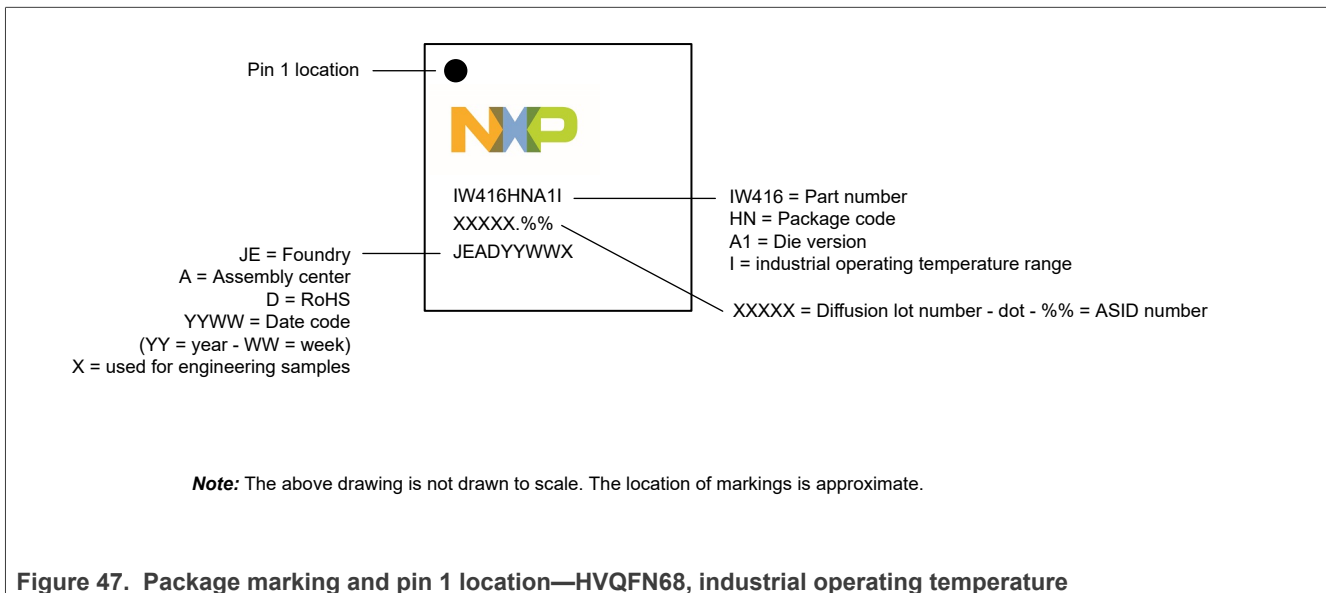 Pin 1 location
NXP
IW416HNA1I
XXXXX.%%
JEADYYWWX
IW416 = Part number
HN = Package code
A1 = Die version
I = industrial operating temperature range
XXXXX = Diffusion lot number - dot - %% = ASID number
JE = Foundry
A = Assembly center
D = RoHS
YYWW = Date code
(YY = year - WW = week)
X = used for engineering samples
Note: The above drawing is not drawn to scale. The location of markings is approximate.
Figure 47. Package marking and pin 1 location—HVQFN68, industrial operating temperature